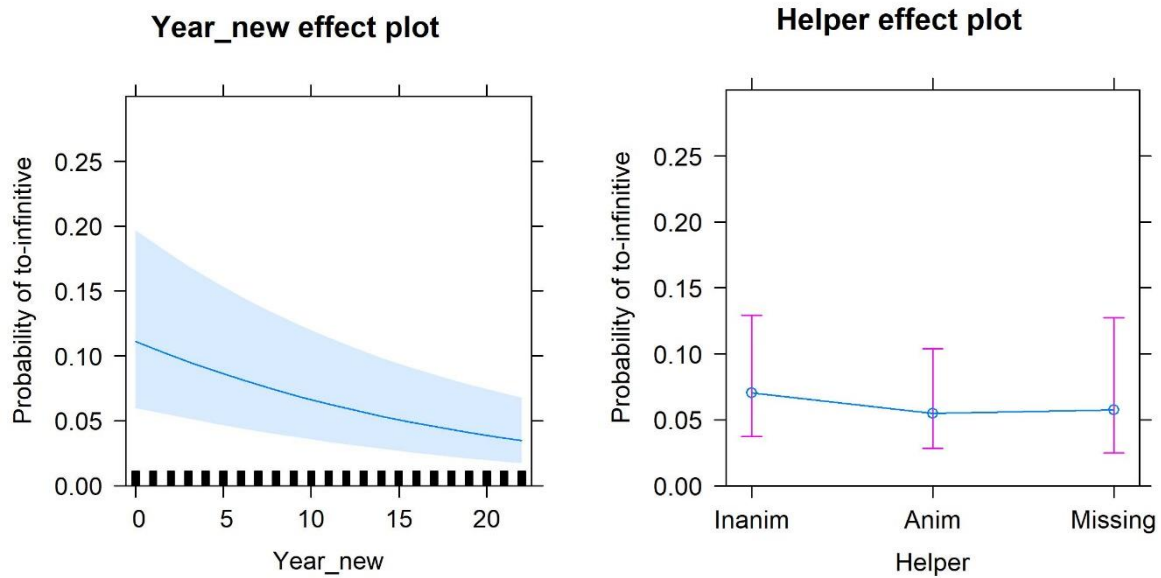 Year_new effect plot
Probability of to-infinitive
0.25
0.20
0.15
0.10
0.05
0.00
0 5 10 15 20
Year_new
Helper effect plot
Probability of to-infinitive
0.25
0.20
0.15
0.10
0.05
0.00
Inanim Anim Missing
Helper